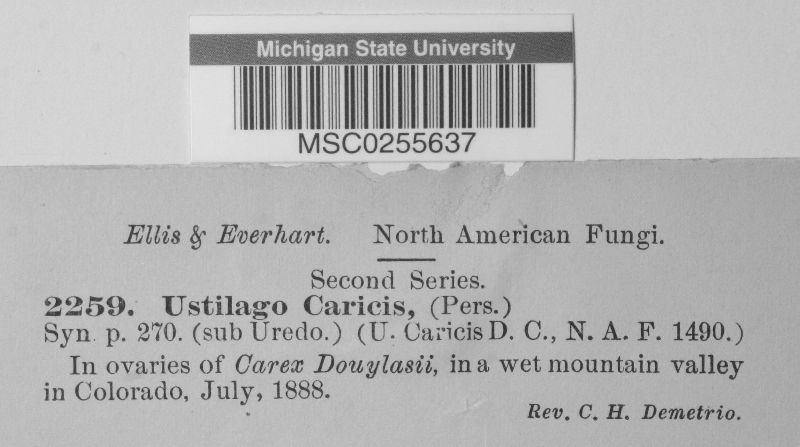 Michigan State University
MSC0255637
Ellis & Everhart. North American Fungi.
Second Series.
2259. Ustilago Caricis, (Pers.)
Syn. p. 270. (sub Uredo.) (U. Caricis D. C., N. A. F. 1490.)
In ovaries of Carex Douylasii, in a wet mountain valley
in Colorado, July, 1888.
Rev. C. H. Demetrio.